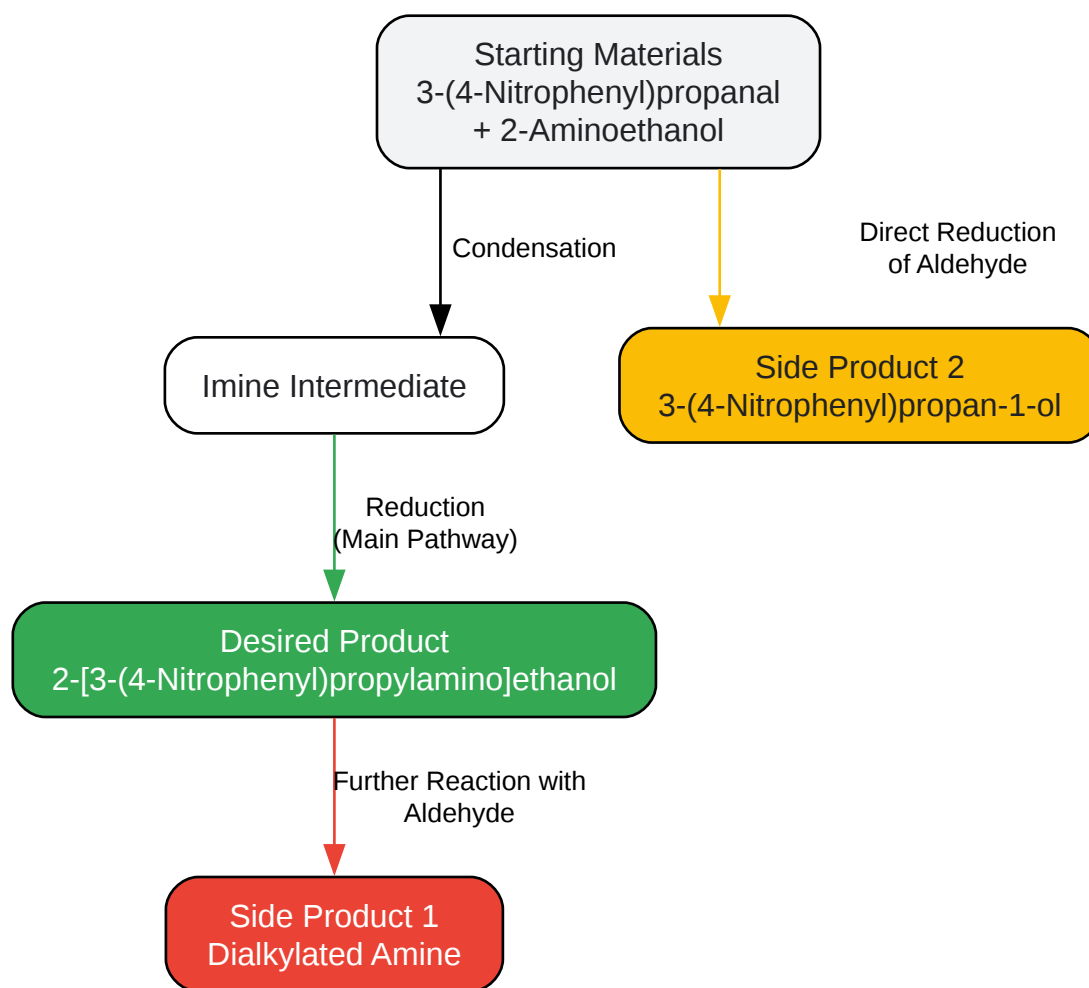 Starting Materials
3-(4-Nitrophenyl)propanal
+ 2-Aminoethanol
Condensation
Direct Reduction
of Aldehyde
Imine Intermediate
Side Product 2
3-(4-Nitrophenyl)propan-1-ol
Reduction
(Main Pathway)
Desired Product
2-[3-(4-Nitrophenyl)propylamino]ethanol
Further Reaction with
Aldehyde
Side Product 1
Dialkylated Amine